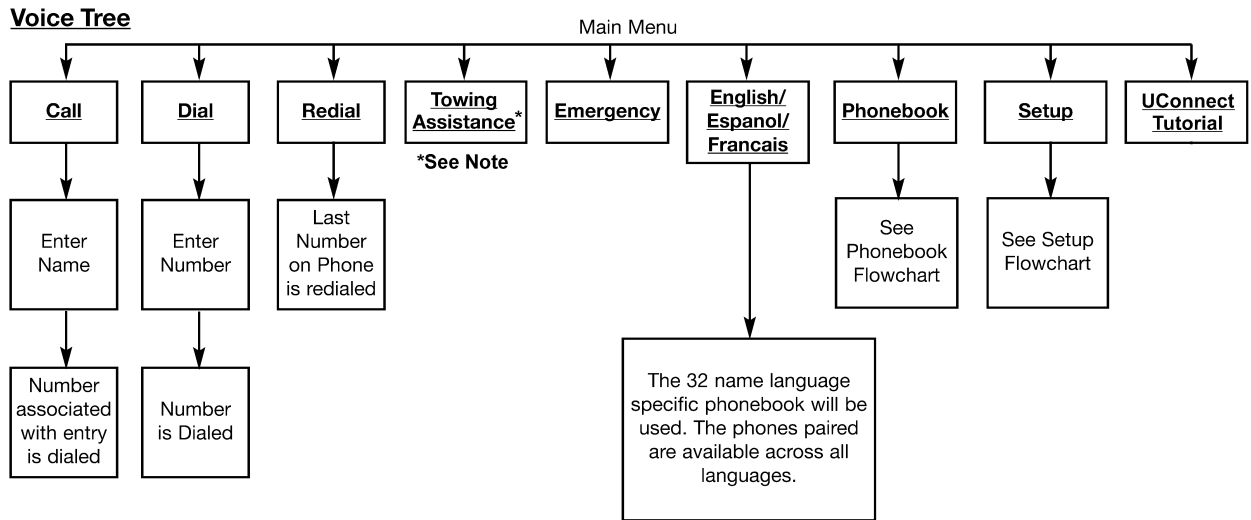 Voice Tree
Main Menu
Call
Dial
Redial
Towing
Assistance*
Emergency
English/
Espanol/
Francais
Phonebook
Setup
UConnect
Tutorial
*See Note
Enter
Name
Enter
Number
Last
Number
on Phone
is redialed
See
Phonebook
Flowchart
See Setup
Flowchart
Number
associated
with entry
is dialed
Number
is Dialed
The 32 name language
specific phonebook will be
used. The phones paired
are available across all
languages.